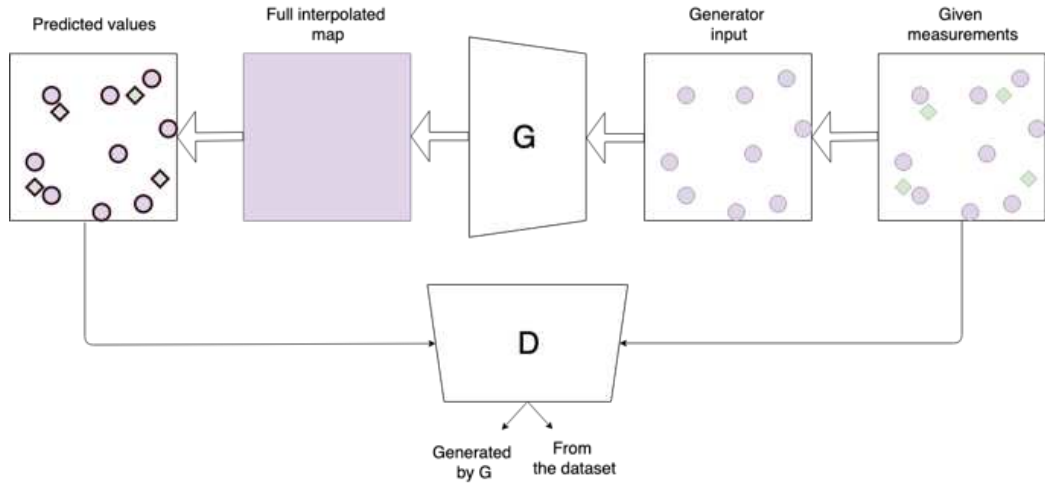 Predicted values
Full interpolated
map
Generator
input
Given
measurements
G
D
Generated
by G
From
the dataset